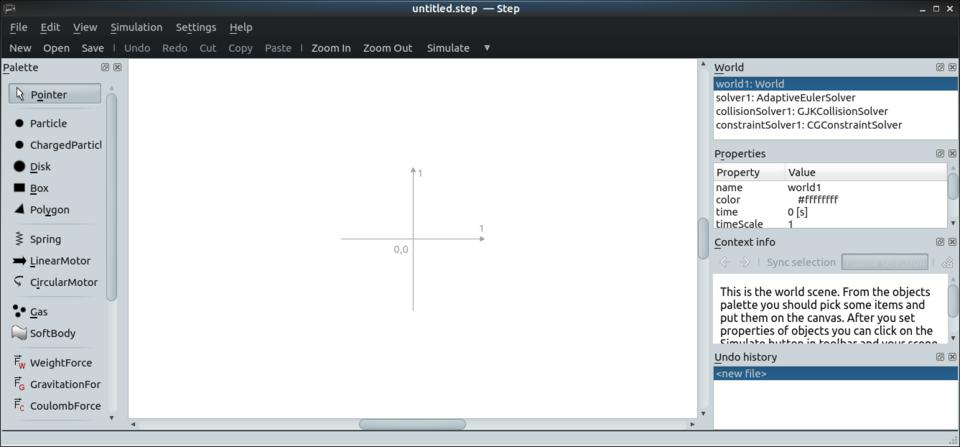 untitled.step — Step
File Edit View Simulation Settings Help
New Open Save Undo Redo Cut Copy Paste Zoom In Zoom Out Simulate
Palette
Pointer
Particle
ChargedParticl
Disk
Box
Polygon
Spring
LinearMotor
CircularMotor
Gas
SoftBody
WeightForce
GravitationFor
CoulombForce
1
1
0,0
World
world1: World
solver1: AdaptiveEulerSolver
collisionSolver1: GJKCollisionSolver
constraintSolver1: CGConstraintSolver
Properties
Property Value
name world1
color #ffffffff
time 0 [s]
timeScale 1
Context info
Sync selection
This is the world scene. From the objects
palette you should pick some items and
put them on the canvas. After you set
properties of objects you can click on the
Simulate button in toolbar and your scene
Undo history
<new file>